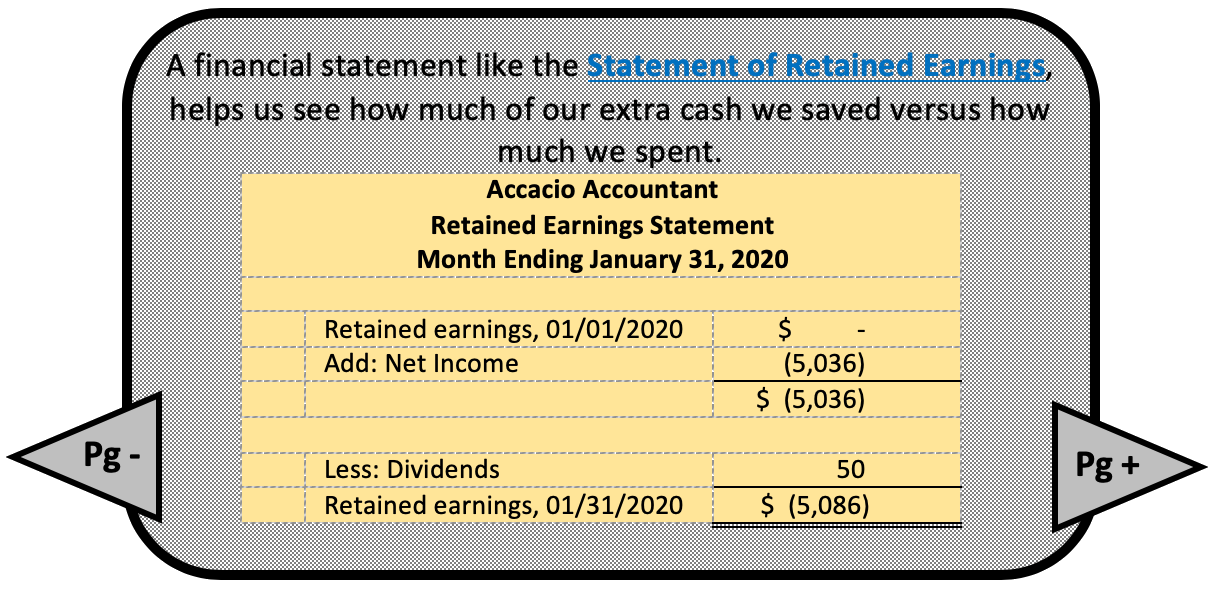 A financial statement like the Statement of Retained Earnings,
helps us see how much of our extra cash we saved versus how
much we spent.
Accacio Accountant
Retained Earnings Statement
Month Ending January 31, 2020
Retained earnings, 01/01/2020 $ -
Add: Net Income (5,036)
$ (5,036)
Pg -
Pg +
Less: Dividends 50
Retained earnings, 01/31/2020 $ (5,086)